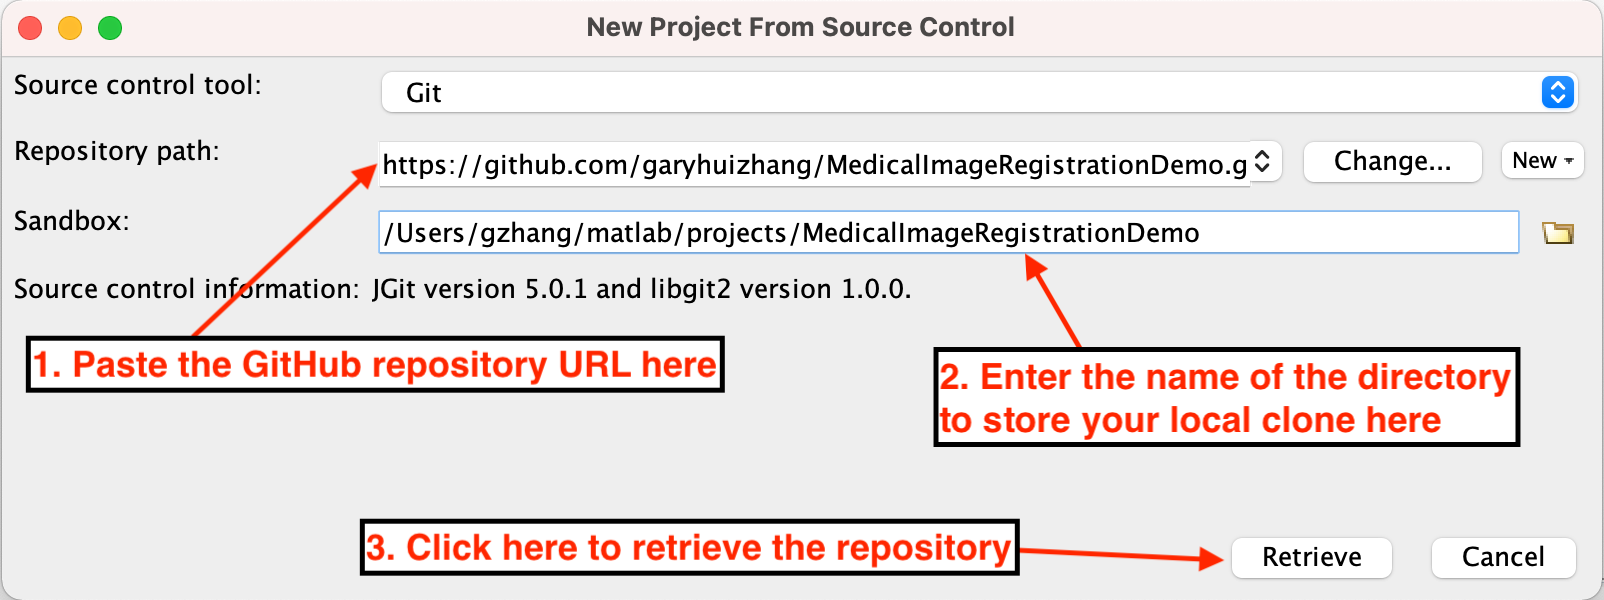 New Project From Source Control
Source control tool:
Git
Repository path:
https://github.com/garyhuizhang/MedicalImageRegistrationDemo.g
Change...
New
Sandbox:
/Users/gzhang/matlab/projects/MedicalImageRegistrationDemo
Source control information: JGit version 5.0.1 and libgit2 version 1.0.0.
1. Paste the GitHub repository URL here
2. Enter the name of the directory
to store your local clone here
3. Click here to retrieve the repository
Retrieve
Cancel